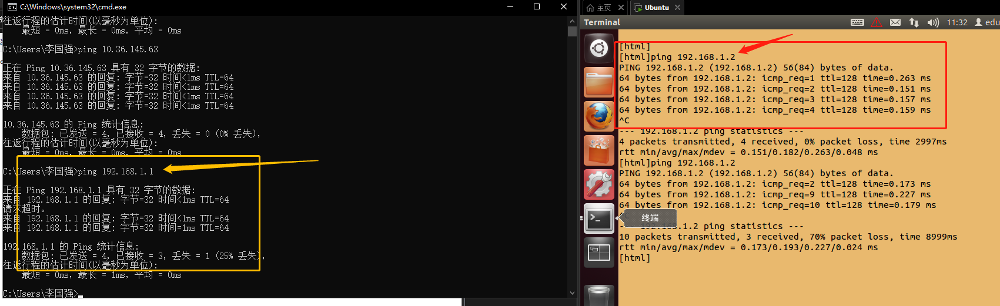 C:\Windows\system32\cmd.exe
往返行程的估计时间(以毫秒为单位):
最短 = 0ms，最长 = 0ms，平均 = 0ms
C:\Users\李国强>ping 10.36.145.63
正在 Ping 10.36.145.63 具有 32 字节的数据:
来自 10.36.145.63 的回复: 字节=32 时间<1ms TTL=64
来自 10.36.145.63 的回复: 字节=32 时间<1ms TTL=64
来自 10.36.145.63 的回复: 字节=32 时间<1ms TTL=64
来自 10.36.145.63 的回复: 字节=32 时间<1ms TTL=64
10.36.145.63 的 Ping 统计信息:
数据包: 已发送 = 4，已接收 = 4，丢失 = 0 (0% 丢失)，
往返行程的估计时间(以毫秒为单位):
最短 = 0ms，最长 = 0ms，平均 = 0ms
C:\Users\李国强>ping 192.168.1.1
正在 Ping 192.168.1.1 具有 32 字节的数据:
来自 192.168.1.1 的回复: 字节=32 时间<1ms TTL=64
请求超时。
来自 192.168.1.1 的回复: 字节=32 时间<1ms TTL=64
来自 192.168.1.1 的回复: 字节=32 时间=1ms TTL=64
192.168.1.1 的 Ping 统计信息:
数据包: 已发送 = 4，已接收 = 3，丢失 = 1 (25% 丢失)，
往返行程的估计时间(以毫秒为单位):
最短 = 0ms，最长 = 1ms，平均 = 0ms
C:\Users\李国强>
主页
Ubuntu
Terminal
11:32
edu
[html]
[html]ping 192.168.1.2
PING 192.168.1.2 (192.168.1.2) 56(84) bytes of data.
64 bytes from 192.168.1.2: icmp_req=1 ttl=128 time=0.263 ms
64 bytes from 192.168.1.2: icmp_req=2 ttl=128 time=0.151 ms
64 bytes from 192.168.1.2: icmp_req=3 ttl=128 time=0.157 ms
64 bytes from 192.168.1.2: icmp_req=4 ttl=128 time=0.159 ms
^C
--- 192.168.1.2 ping statistics ---
4 packets transmitted, 4 received, 0% packet loss, time 2997ms
rtt min/avg/max/mdev = 0.151/0.182/0.263/0.048 ms
[html]ping 192.168.1.2
PING 192.168.1.2 (192.168.1.2) 56(84) bytes of data.
64 bytes from 192.168.1.2: icmp_req=2 ttl=128 time=0.173 ms
64 bytes from 192.168.1.2: icmp_req=9 ttl=128 time=0.227 ms
64 bytes from 192.168.1.2: icmp_req=10 ttl=128 time=0.179 ms
C
终端
.1.2 ping statistics ---
10 packets transmitted, 3 received, 70% packet loss, time 8999ms
rtt min/avg/max/mdev = 0.173/0.193/0.227/0.024 ms
[html]